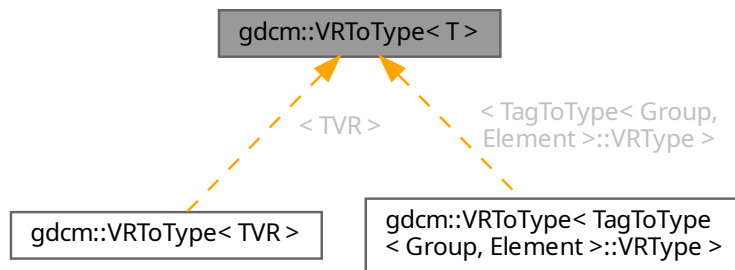 gdcm::VRToType< T >
< TVR >
< TagToType< Group,
Element >::VRType >
gdcm::VRToType< TVR >
gdcm::VRToType< TagToType
< Group, Element >::VRType >